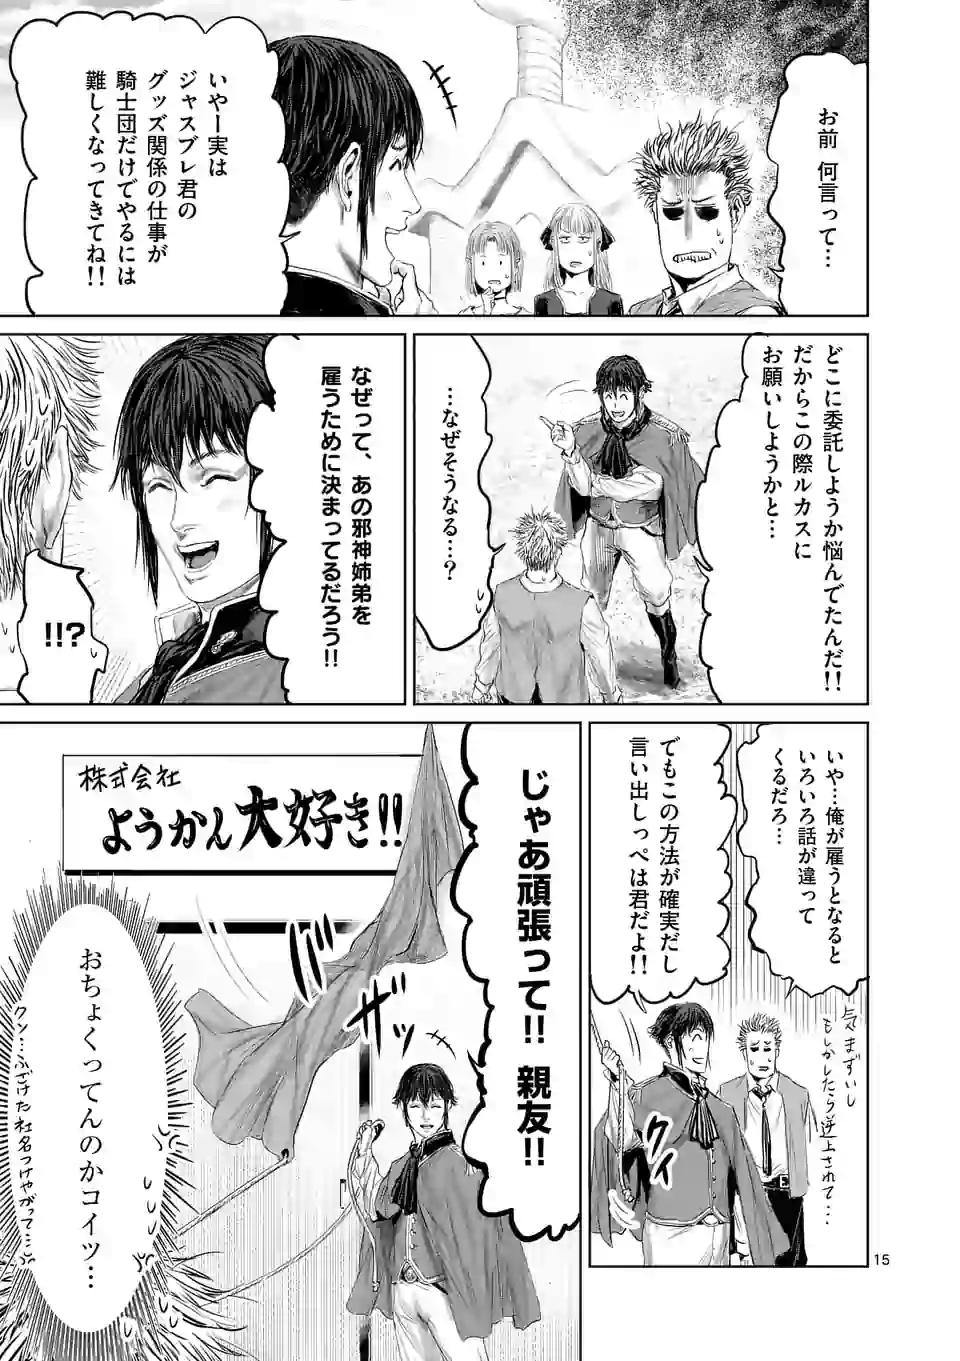 お前 何言って…
いやー実は
ジャスブレ君の
グッズ関係の仕事が
騎士団だけでやるには
難しくなってきてね!!
どこに委託しようか悩んでたんだ!!
だからこの際ルカスに
お願いしようかと…
…なぜそうなる…?
なぜって、あの邪神姉弟を
雇うために決まってるだろう!!
!!?
いや…俺が雇うとなると
いろいろ話が違って
くるだろ…
でもこの方法が確実だし
言い出しっぺは君だよ!!
気まずいし
もしかしたら逆上されて…
クイッ
じゃあ頑張って!! 親友!!
株式会社
ようかん大好き!!
バッ
おちょくってんのかコイツ…
クソ…ふざけた社名つけやがって…
15